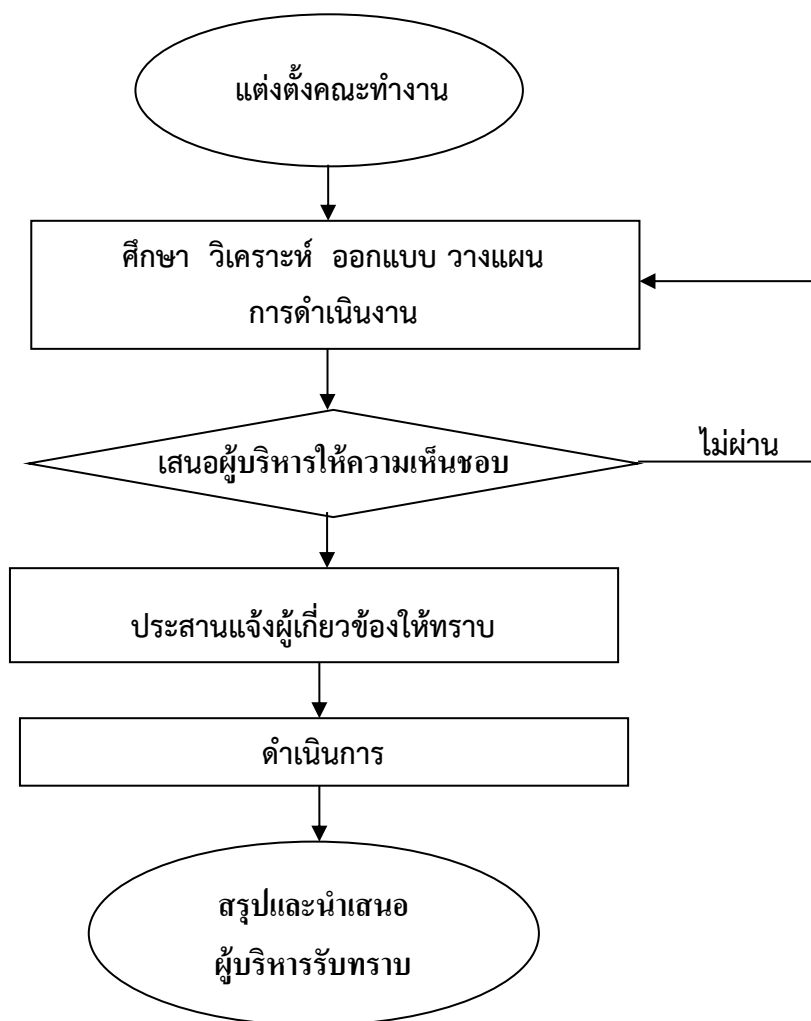 แต่งตั้งคณะทำงาน
ศึกษา วิเคราะห์ ออกแบบ วางแผน
การดำเนินงาน
เสนอผู้บริหารให้ความเห็นชอบ
ไม่ผ่าน
ประสานแจ้งผู้เกี่ยวข้องให้ทราบ
ดำเนินการ
สรุปและนำเสนอ
ผู้บริหารรับทราบ